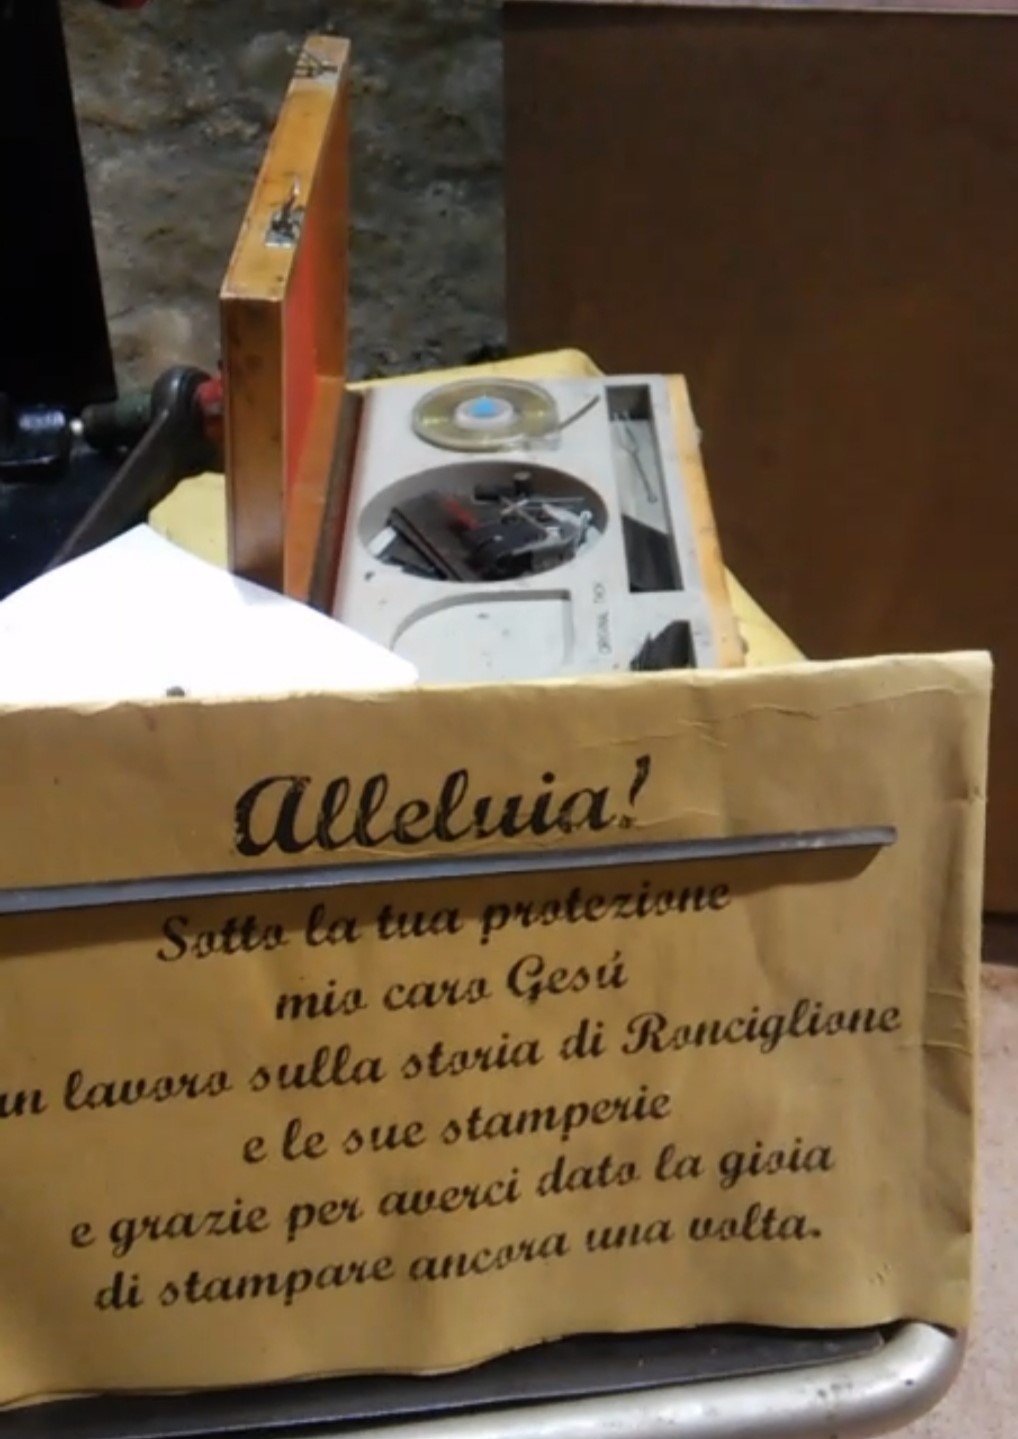 ORIGINAL
Alleluia!
Sotto la tua protezione
mio caro Gesú
un lavoro sulla storia di Ronciglione
e le sue stamperie
e grazie per averci dato la gioia
di stampare ancora una volta.